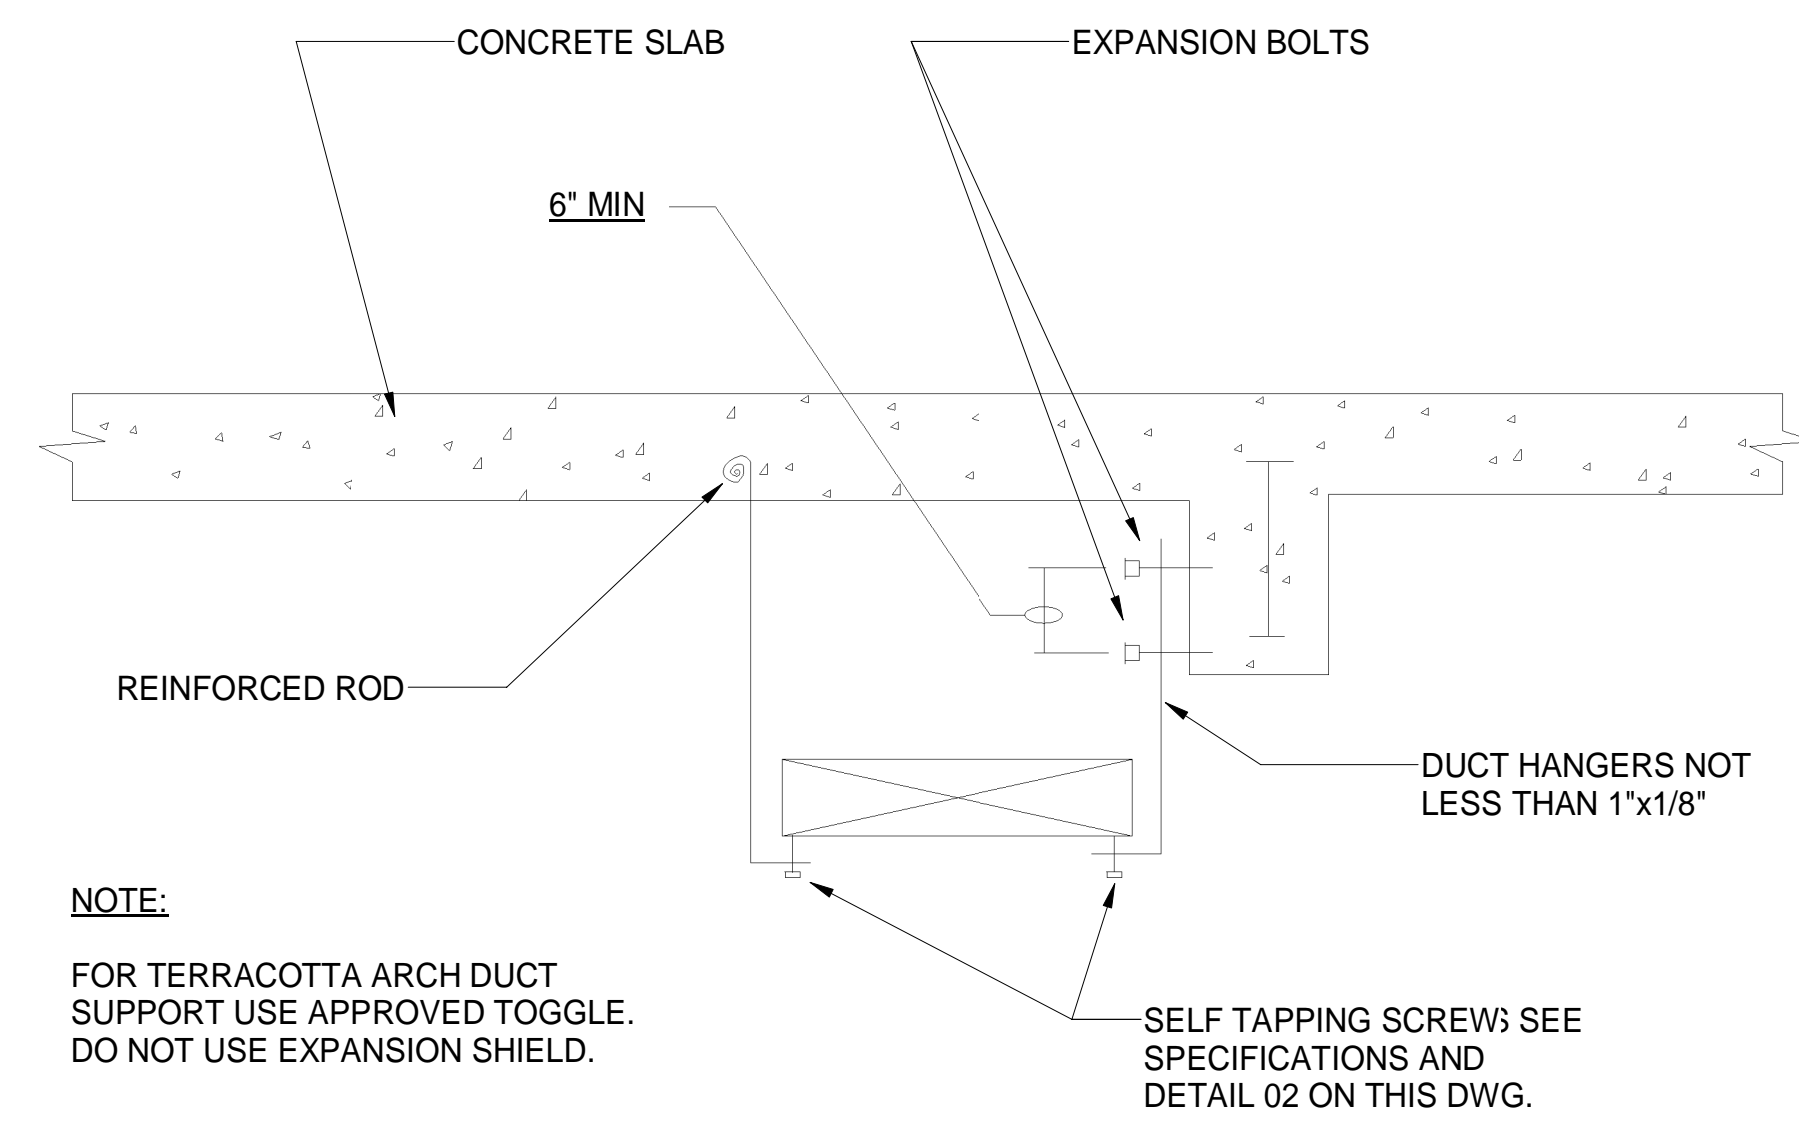 CONCRETE SLAB
EXPANSION BOLTS
6" MIN
REINFORCED ROD
DUCT HANGERS NOT
LESS THAN 1"x1/8"
NOTE:
FOR TERRACOTTA ARCH DUCT
SUPPORT USE APPROVED TOGGLE.
DO NOT USE EXPANSION SHIELD.
SELF TAPPING SCREWS SEE
SPECIFICATIONS AND
DETAIL 02 ON THIS DWG.